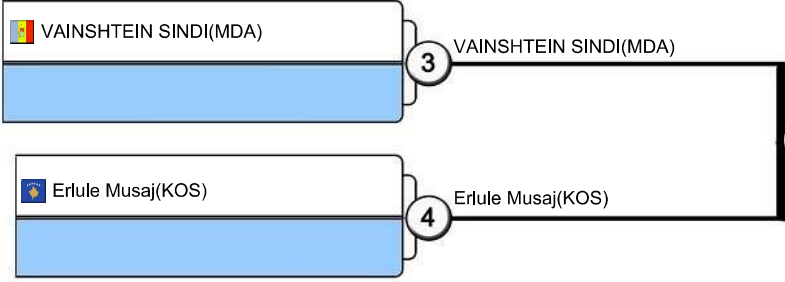 VAINSHTEIN SINDI(MDA)
3
VAINSHTEIN SINDI(MDA)
Erlule Musaj(KOS)
4
Erlule Musaj(KOS)